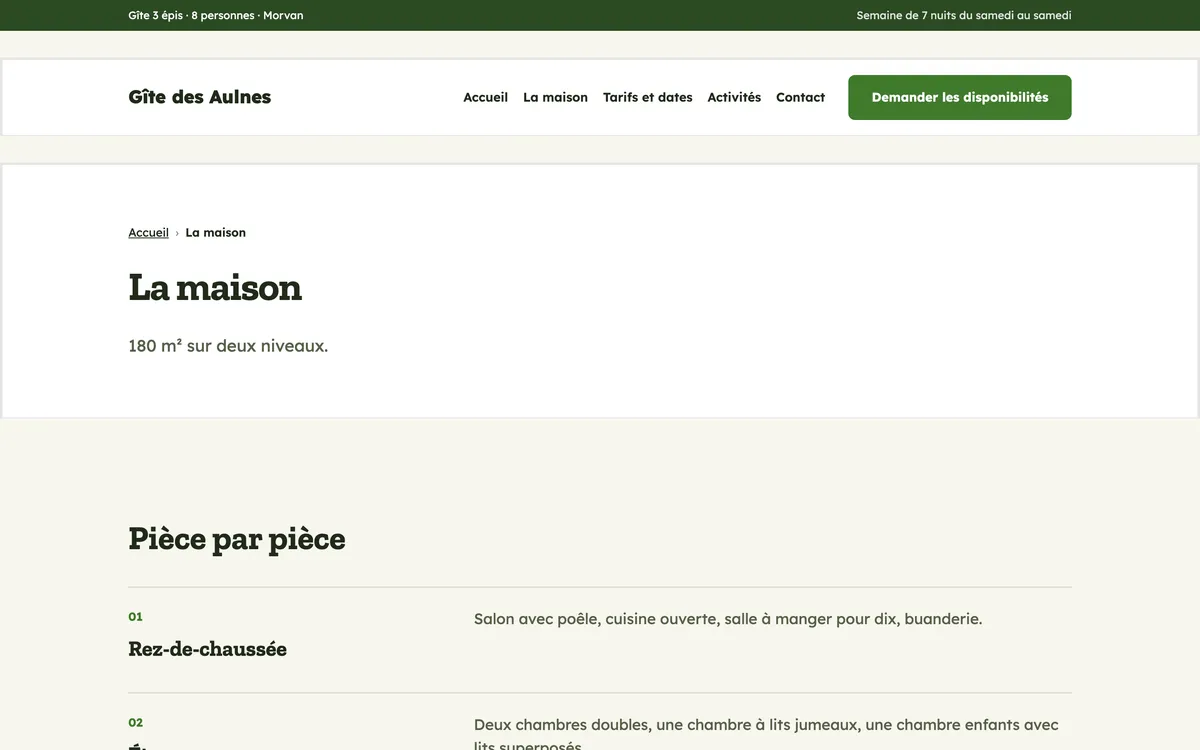 Gîte 3 épis · 8 personnes · Morvan
Semaine de 7 nuits du samedi au samedi
Gîte des Aulnes
Accueil La maison Tarifs et dates Activités Contact Demander les disponibilités
Accueil › La maison
La maison
180 m² sur deux niveaux.
Pièce par pièce
01
Rez-de-chaussée
Salon avec poêle, cuisine ouverte, salle à manger pour dix, buanderie.
02
Deux chambres doubles, une chambre à lits jumeaux, une chambre enfants avec
lits superposés.